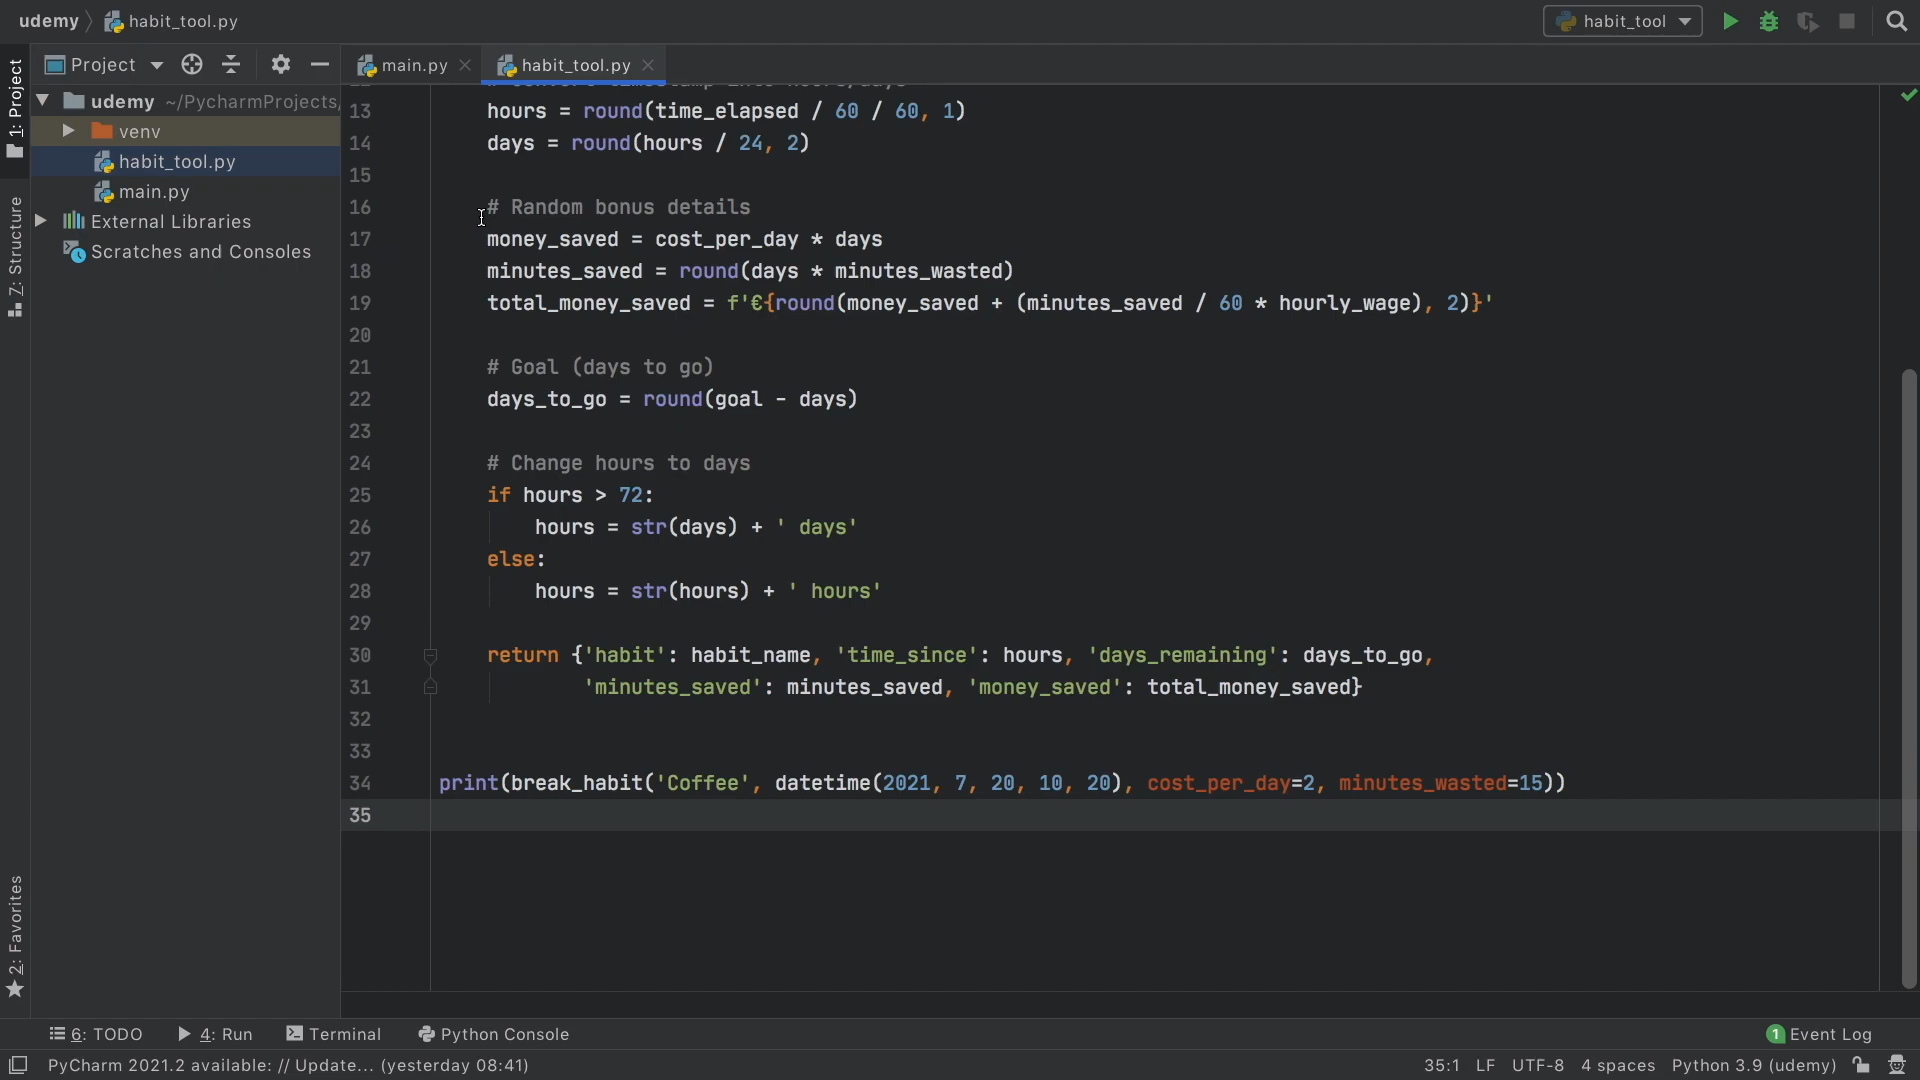 udemy habit_tool.py habit_tool
1: Project Project main.py habit_tool.py
udemy ~/PycharmProjects/
venv
habit_tool.py
main.py
External Libraries
Scratches and Consoles
7: Structure
2: Favorites
13 hours = round(time_elapsed / 60 / 60, 1)
14 days = round(hours / 24, 2)
15
16 # Random bonus details
17 money_saved = cost_per_day * days
18 minutes_saved = round(days * minutes_wasted)
19 total_money_saved = f'€{round(money_saved + (minutes_saved / 60 * hourly_wage), 2)}'
20
21 # Goal (days to go)
22 days_to_go = round(goal - days)
23
24 # Change hours to days
25 if hours > 72:
26 hours = str(days) + ' days'
27 else:
28 hours = str(hours) + ' hours'
29
30 return {'habit': habit_name, 'time_since': hours, 'days_remaining': days_to_go,
31 'minutes_saved': minutes_saved, 'money_saved': total_money_saved}
32
33
34 print(break_habit('Coffee', datetime(2021, 7, 20, 10, 20), cost_per_day=2, minutes_wasted=15))
35
6: TODO 4: Run Terminal Python Console 1 Event Log
PyCharm 2021.2 available: // Update... (yesterday 08:41) 35:1 LF UTF-8 4 spaces Python 3.9 (udemy)